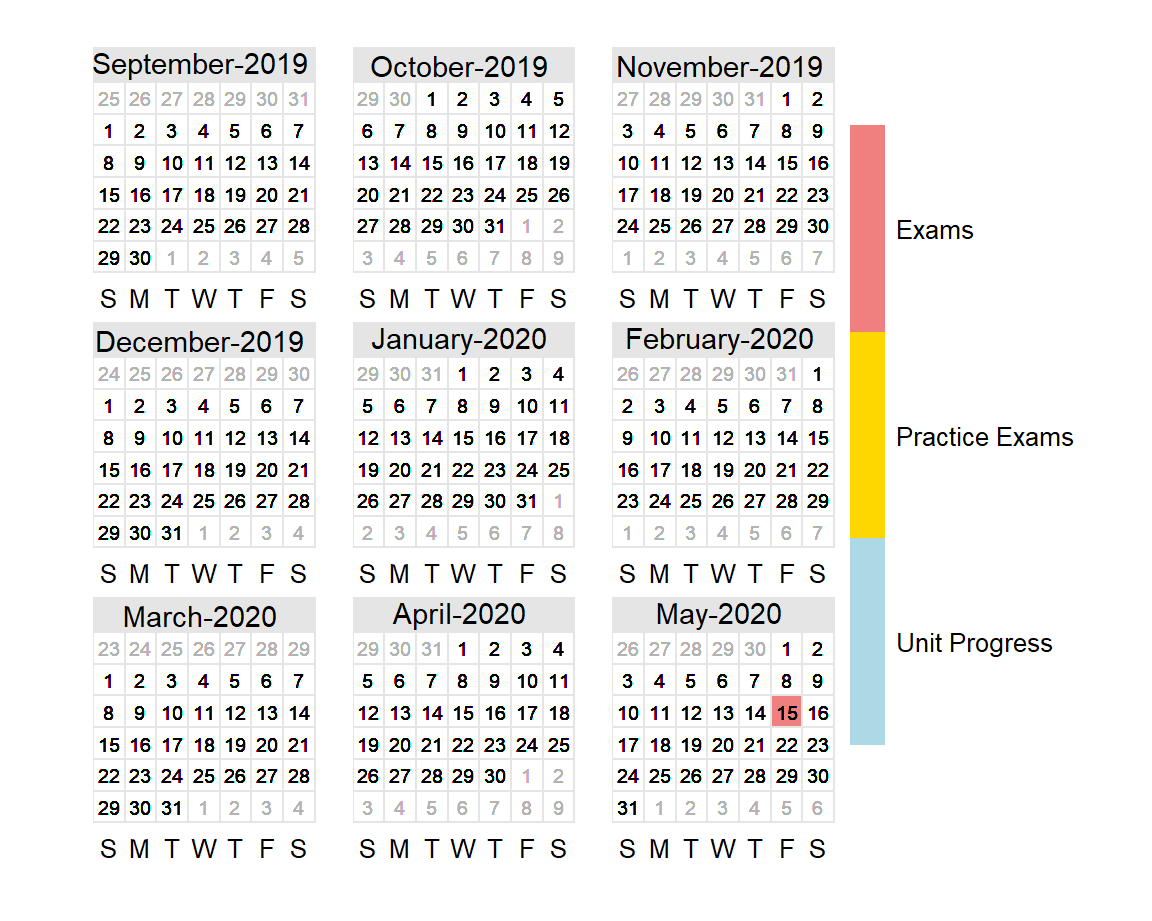 September-2019
25 26 27 28 29 30 31
1 2 3 4 5 6 7
8 9 10 11 12 13 14
15 16 17 18 19 20 21
22 23 24 25 26 27 28
29 30 1 2 3 4 5
S M T W T F S
October-2019
29 30 1 2 3 4 5
6 7 8 9 10 11 12
13 14 15 16 17 18 19
20 21 22 23 24 25 26
27 28 29 30 31 1 2
3 4 5 6 7 8 9
S M T W T F S
November-2019
27 28 29 30 31 1 2
3 4 5 6 7 8 9
10 11 12 13 14 15 16
17 18 19 20 21 22 23
24 25 26 27 28 29 30
1 2 3 4 5 6 7
S M T W T F S
December-2019
24 25 26 27 28 29 30
1 2 3 4 5 6 7
8 9 10 11 12 13 14
15 16 17 18 19 20 21
22 23 24 25 26 27 28
29 30 31 1 2 3 4
S M T W T F S
January-2020
29 30 31 1 2 3 4
5 6 7 8 9 10 11
12 13 14 15 16 17 18
19 20 21 22 23 24 25
26 27 28 29 30 31 1
2 3 4 5 6 7 8
S M T W T F S
February-2020
26 27 28 29 30 31 1
2 3 4 5 6 7 8
9 10 11 12 13 14 15
16 17 18 19 20 21 22
23 24 25 26 27 28 29
1 2 3 4 5 6 7
S M T W T F S
March-2020
23 24 25 26 27 28 29
1 2 3 4 5 6 7
8 9 10 11 12 13 14
15 16 17 18 19 20 21
22 23 24 25 26 27 28
29 30 31 1 2 3 4
S M T W T F S
April-2020
29 30 31 1 2 3 4
5 6 7 8 9 10 11
12 13 14 15 16 17 18
19 20 21 22 23 24 25
26 27 28 29 30 1 2
3 4 5 6 7 8 9
S M T W T F S
May-2020
26 27 28 29 30 1 2
3 4 5 6 7 8 9
10 11 12 13 14 15 16
17 18 19 20 21 22 23
24 25 26 27 28 29 30
31 1 2 3 4 5 6
S M T W T F S
Exams
Practice Exams
Unit Progress